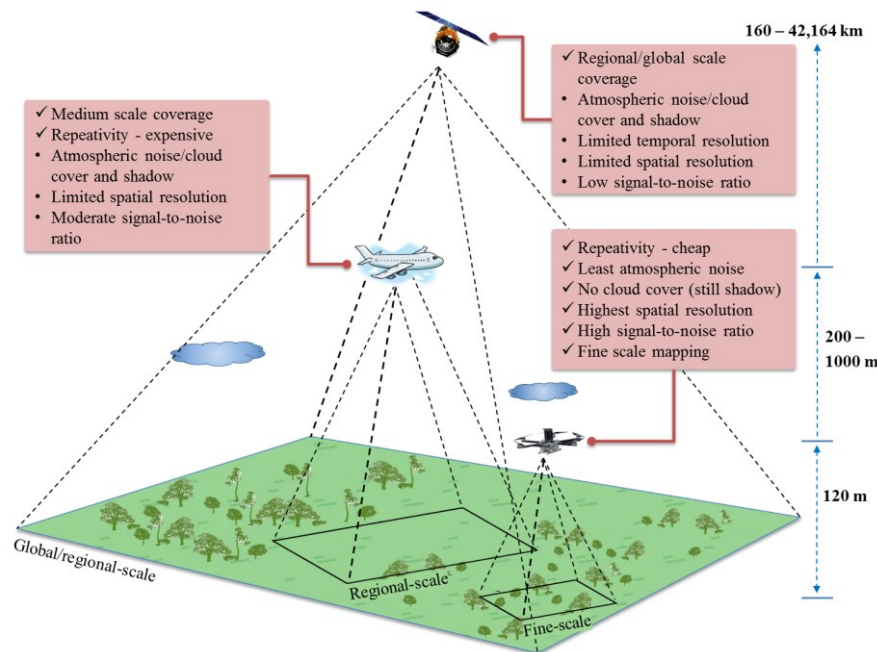 160 – 42,164 km
✓ Regional/global scale
coverage
• Atmospheric noise/cloud
cover and shadow
• Limited temporal resolution
• Limited spatial resolution
• Low signal-to-noise ratio
✓ Medium scale coverage
✓ Repeativity - expensive
• Atmospheric noise/cloud
cover and shadow
• Limited spatial resolution
• Moderate signal-to-noise
ratio
✓ Repeativity - cheap
✓ Least atmospheric noise
✓ No cloud cover (still shadow)
✓ Highest spatial resolution
✓ High signal-to-noise ratio
✓ Fine scale mapping
200 –
1000 m
120 m
Global/regional-scale
Regional-scale
Fine-scale